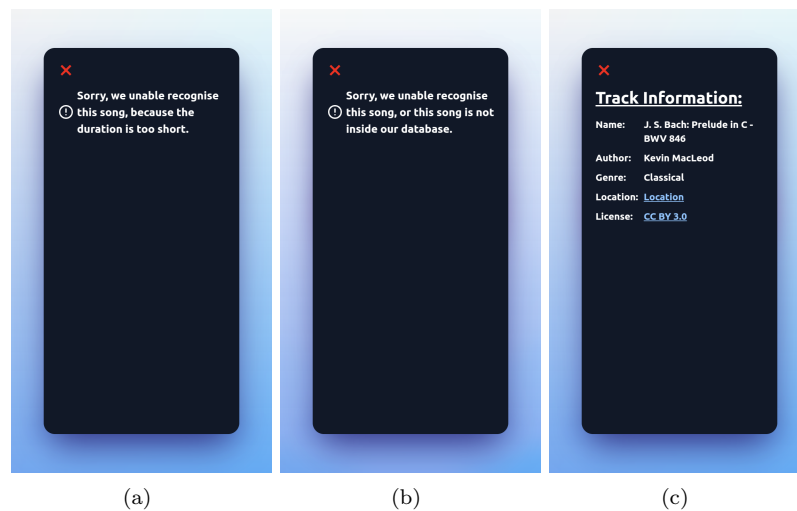 Sorry, we unable recognise
this song, because the
duration is too short.
Sorry, we unable recognise
this song, or this song is not
inside our database.
Track Information:
Name: J. S. Bach: Prelude in C -
BWV 846
Author: Kevin MacLeod
Genre: Classical
Location: Location
License: CC BY 3.0
(a)
(b)
(c)